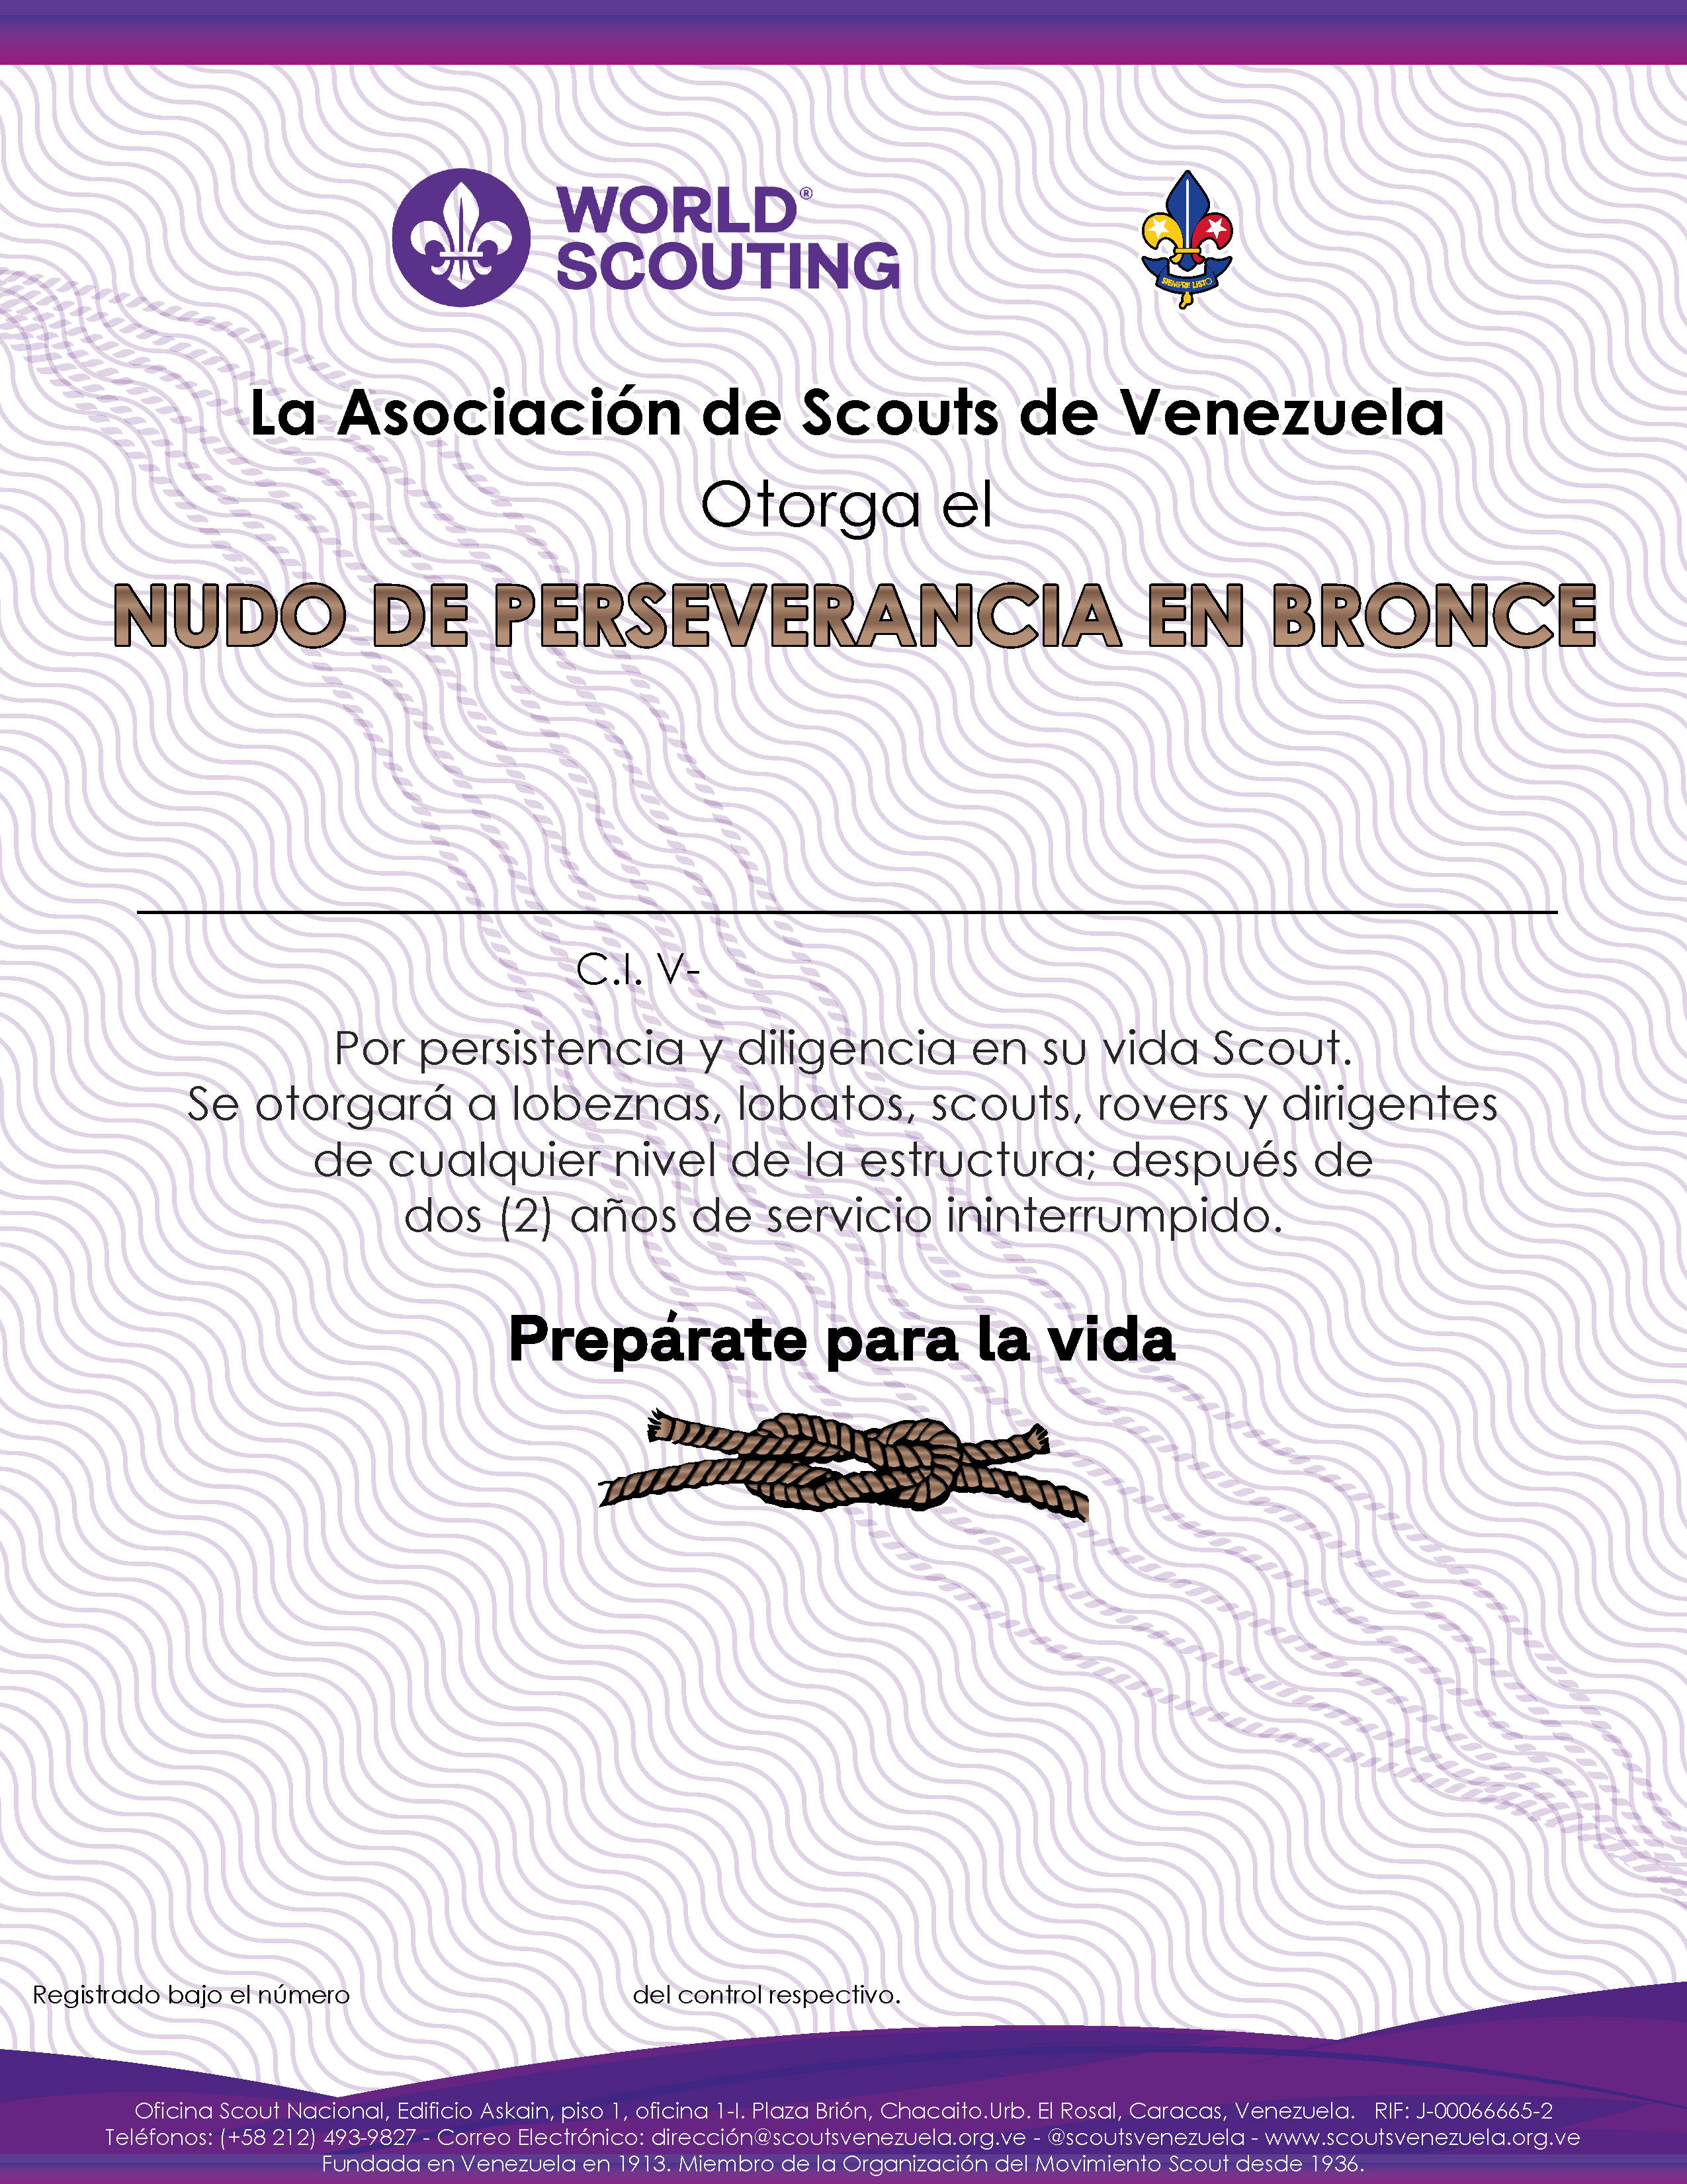 WORLD®
SCOUTING
SIEMPRE LISTO
La Asociación de Scouts de Venezuela
Otorga el
NUDO DE PERSEVERANCIA EN BRONCE
C.I. V-
Por persistencia y diligencia en su vida Scout.
Se otorgará a lobeznas, lobatos, scouts, rovers y dirigentes
de cualquier nivel de la estructura; después de
dos (2) años de servicio ininterrumpido.
Prepárate para la vida
Registrado bajo el número del control respectivo.
Oficina Scout Nacional, Edificio Askain, piso 1, oficina 1-I. Plaza Brión, Chacaito.Urb. El Rosal, Caracas, Venezuela. RIF: J-00066665-2
Teléfonos: (+58 212) 493-9827 - Correo Electrónico: dirección@scoutsvenezuela.org.ve - @scoutsvenezuela - www.scoutsvenezuela.org.ve
Fundada en Venezuela en 1913. Miembro de la Organización del Movimiento Scout desde 1936.